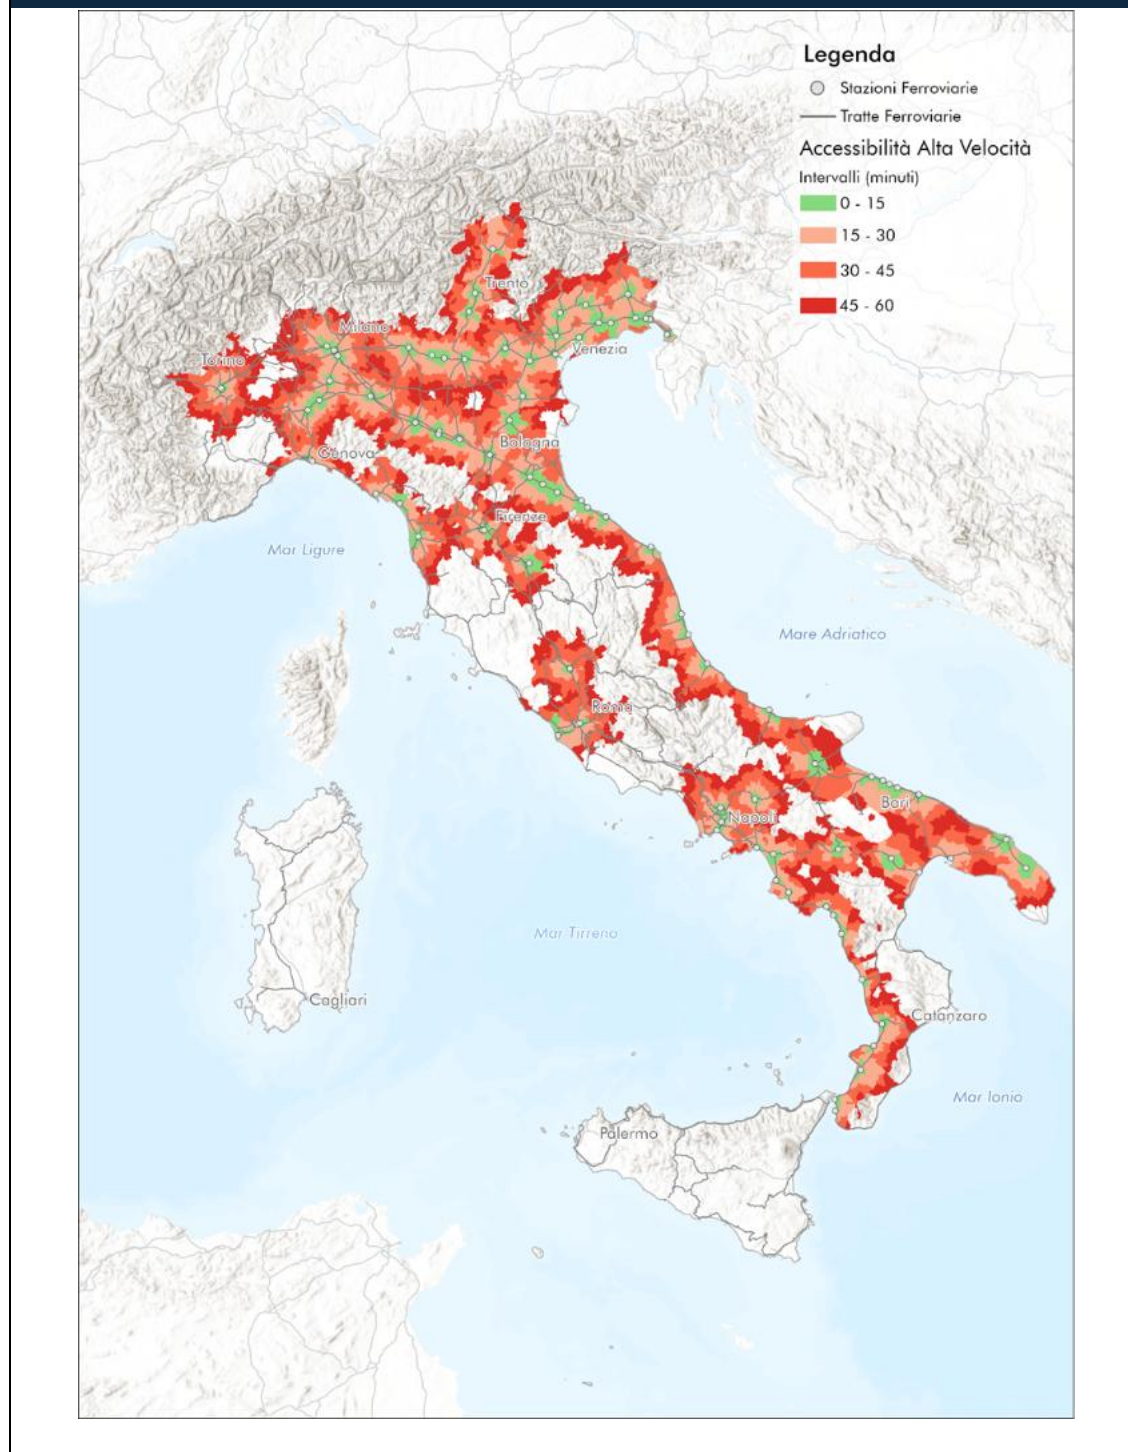 Legenda
Stazioni Ferroviarie
Tratte Ferroviarie
Accessibilità Alta Velocità
Intervalli (minuti)
0 - 15
15 - 30
30 - 45
45 - 60
Trento
Milano
Venezia
Torino
Bologna
Genova
Firenze
Mar Ligure
Mare Adriatico
Roma
Bari
Napoli
Mar Tirreno
Cagliari
Catanzaro
Mar Ionio
Palermo